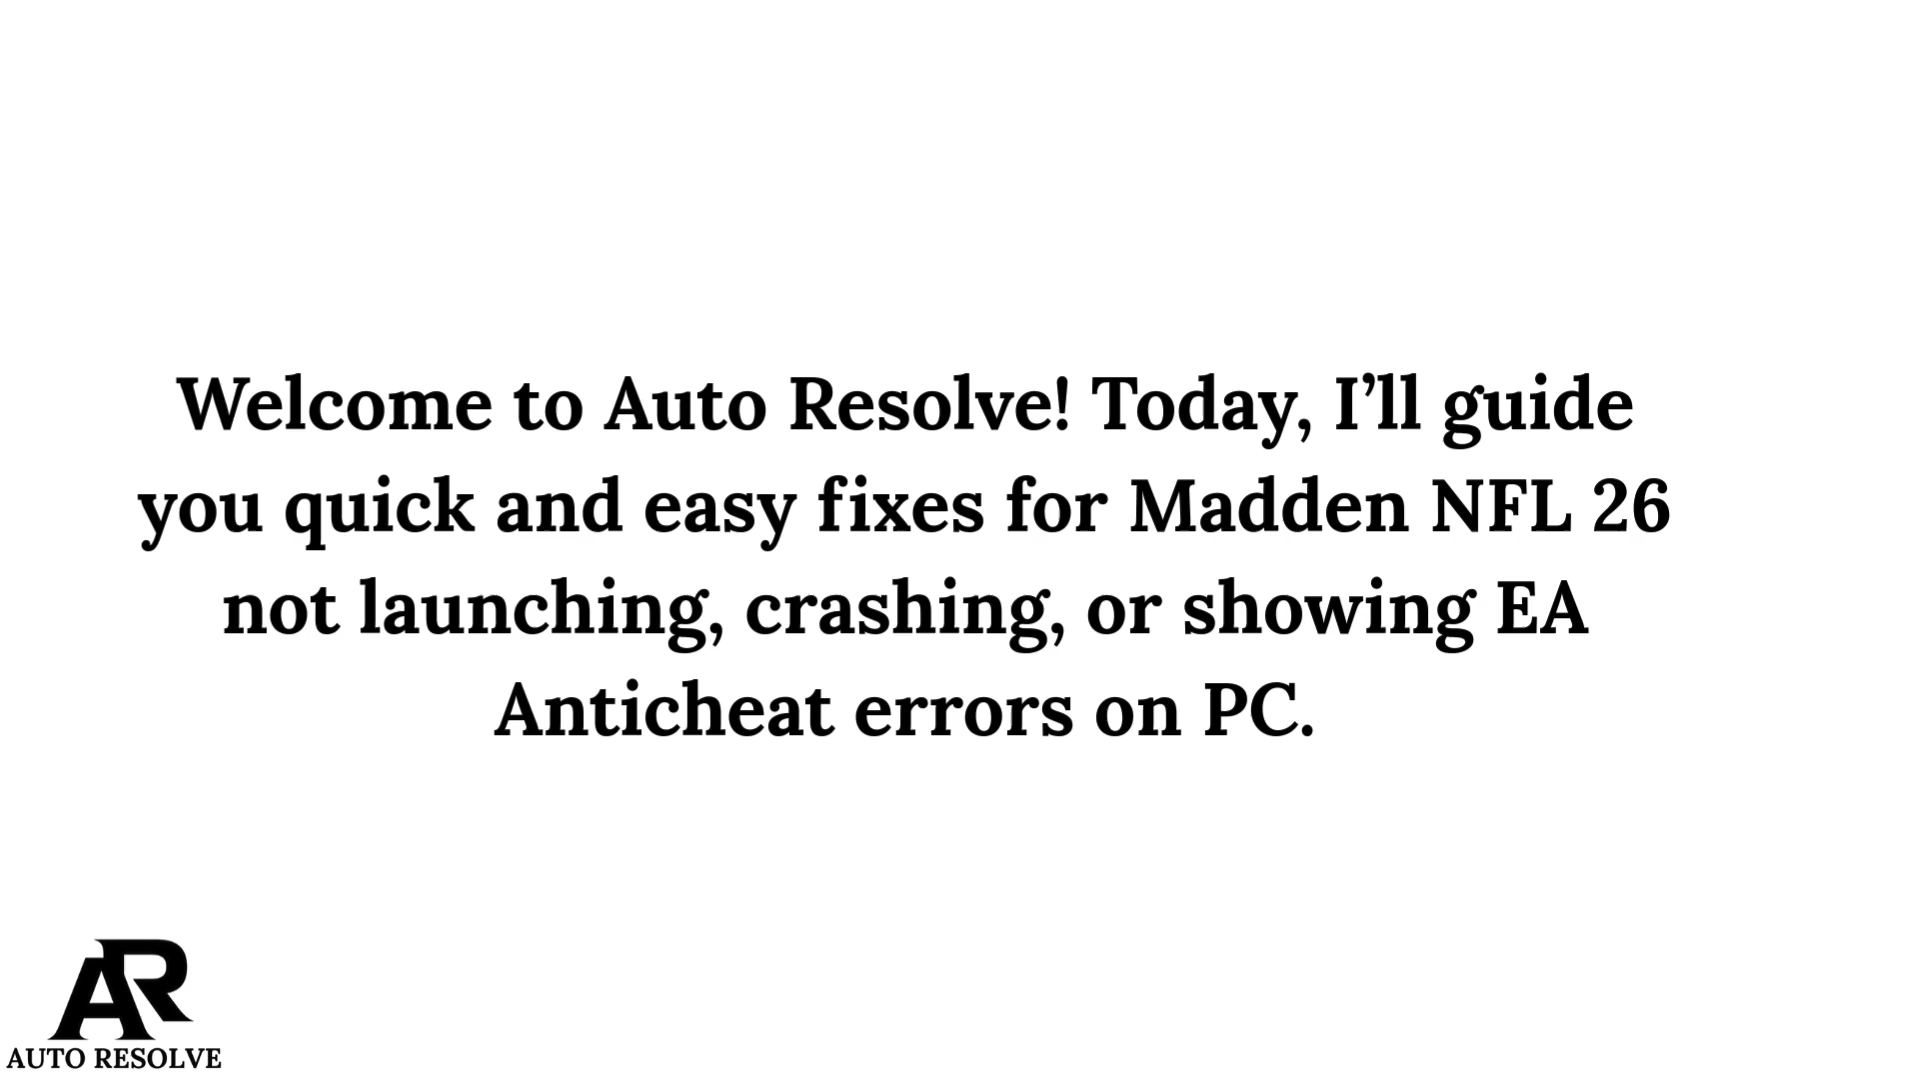 Welcome to Auto Resolve! Today, I’ll guide
you quick and easy fixes for Madden NFL 26
not launching, crashing, or showing EA
Anticheat errors on PC.
AR
AUTO RESOLVE